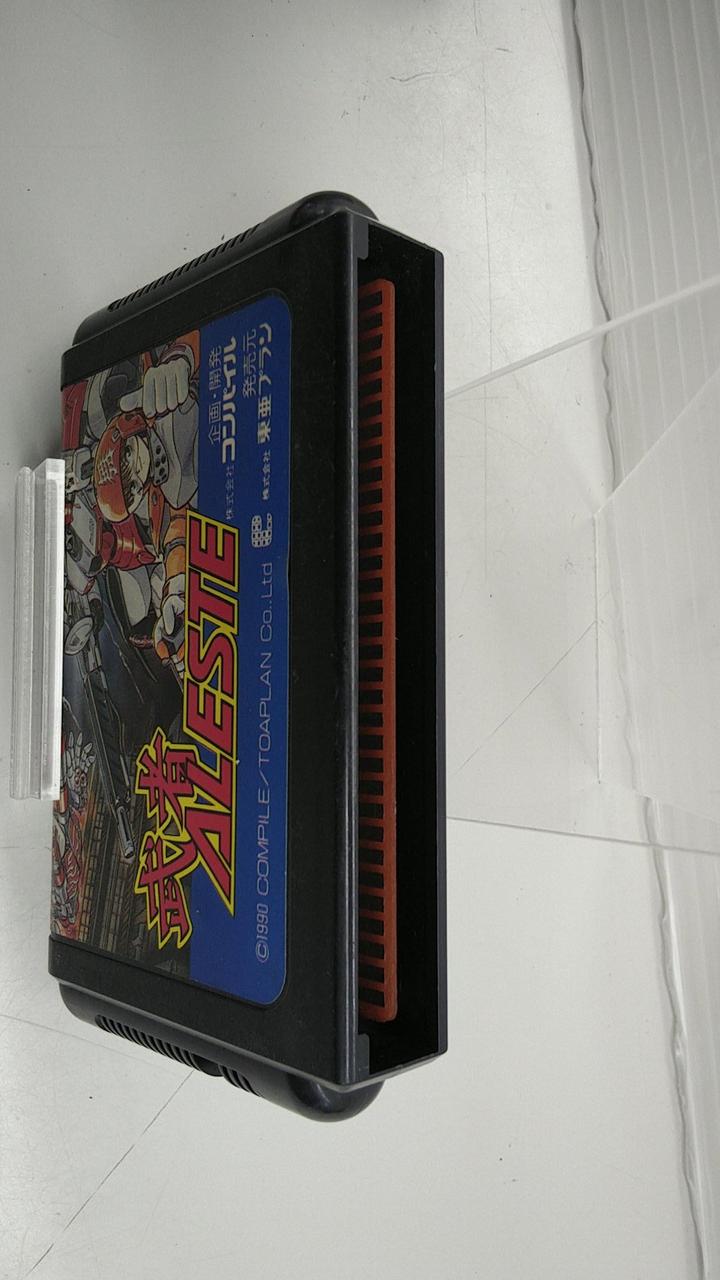 武者
ALESTE
企画・開発
株式会社コンパイル
発売元
株式会社 東亜プラン
©1990 COMPILE/TOAPLAN Co.,Ltd